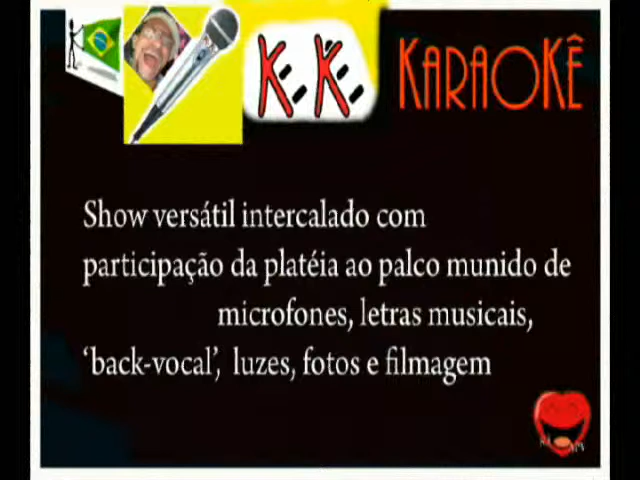 K K KARAOKÊ
Show versátil intercalado com
participação da platéia ao palco munido de
microfones, letras musicais,
‘back-vocal’, luzes, fotos e filmagem